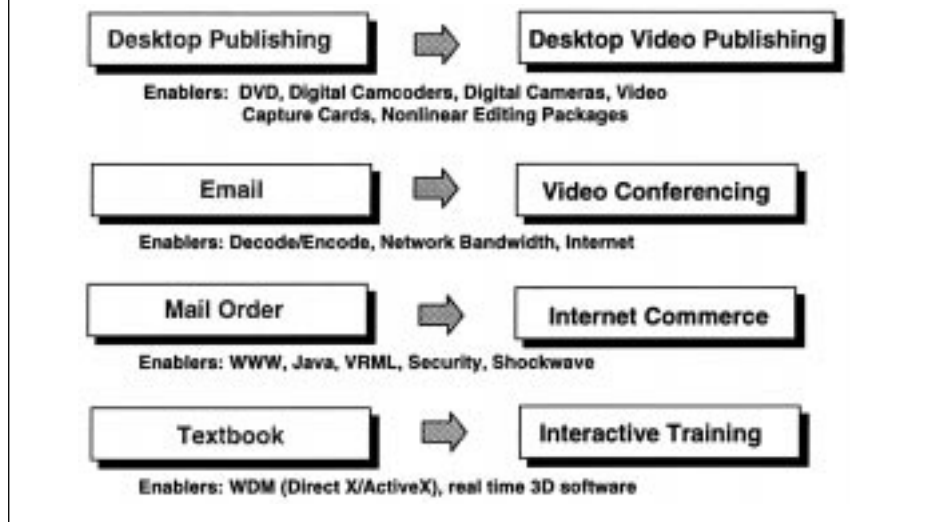 Desktop Publishing Desktop Video Publishing
Enablers: DVD, Digital Camcoders, Digital Cameras, Video
Capture Cards, Nonlinear Editing Packages
Email Video Conferencing
Enablers: Decode/Encode, Network Bandwidth, Internet
Mail Order Internet Commerce
Enablers: WWW, Java, VRML, Security, Shockwave
Textbook Interactive Training
Enablers: WDM (Direct X/ActiveX), real time 3D software